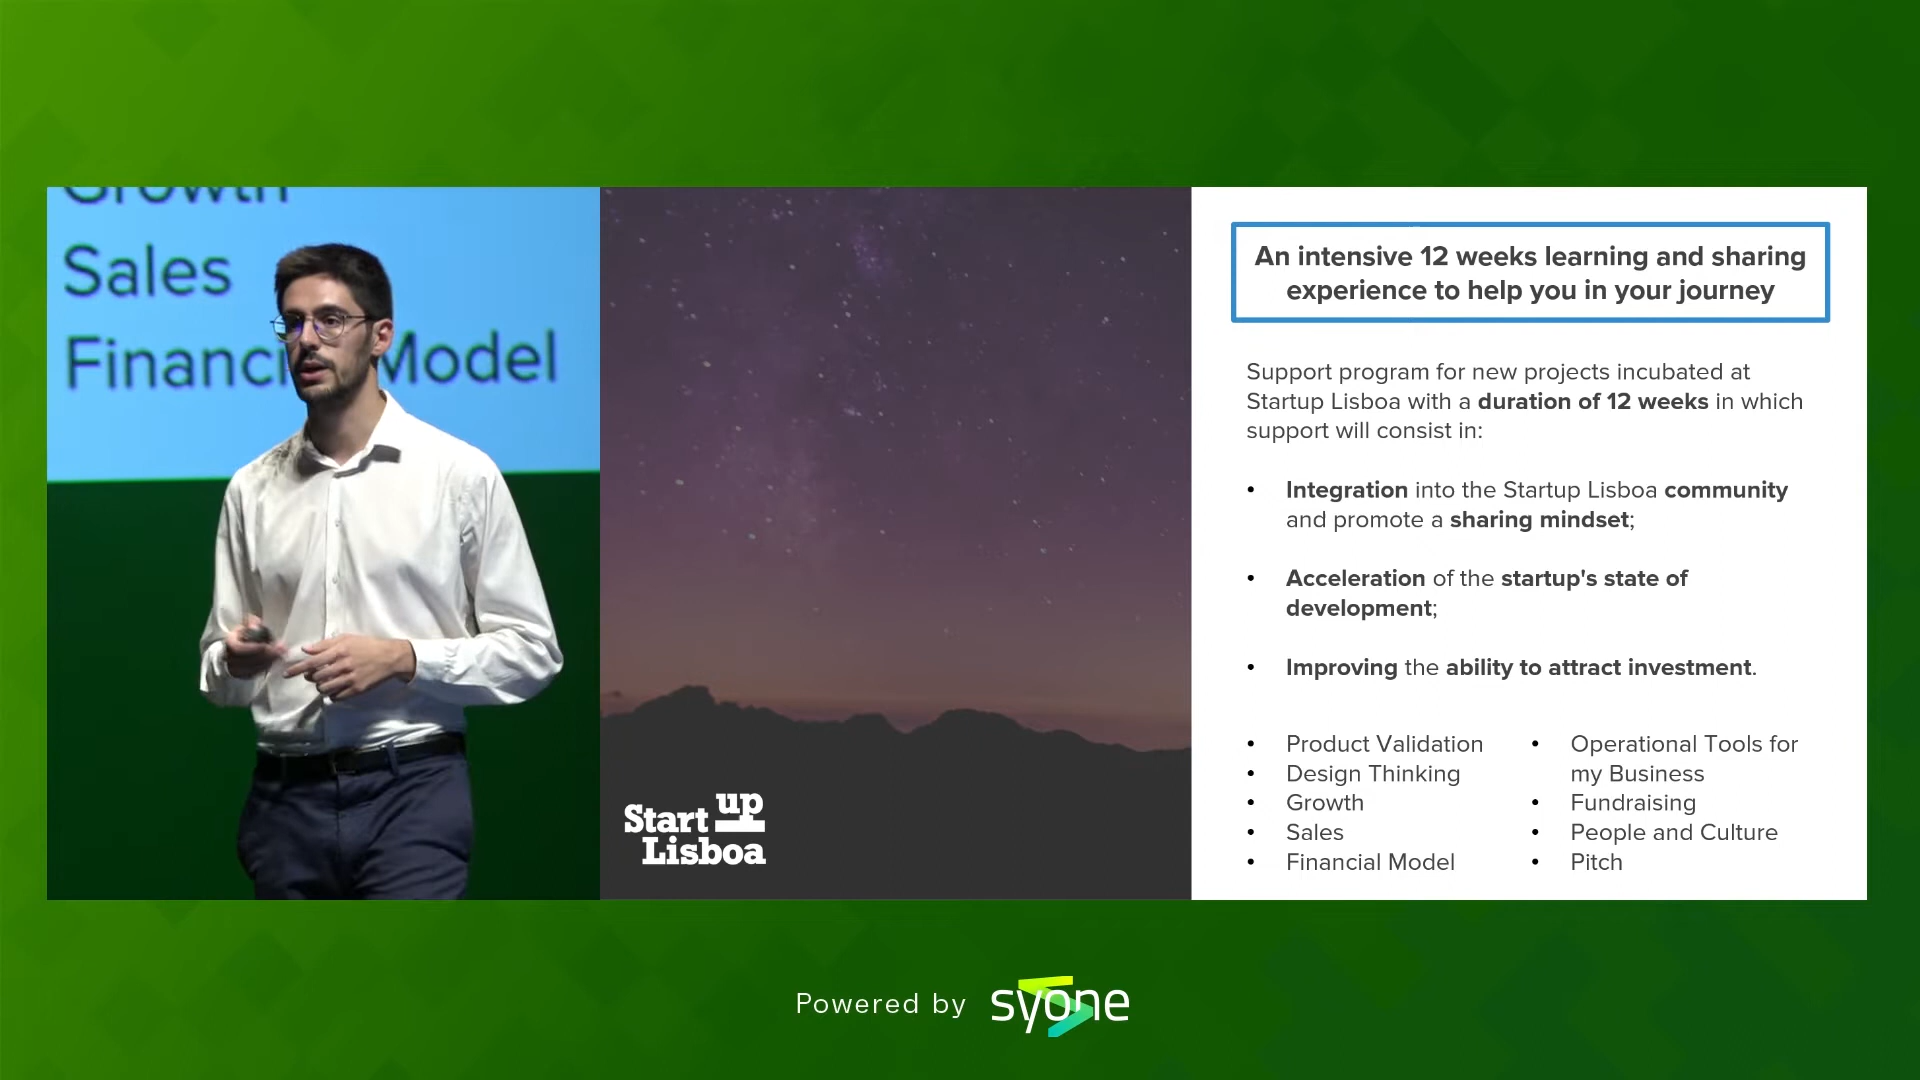 Growth
Sales
Model
Start up
Lisboa
An intensive 12 weeks learning and sharing
experience to help you in your journey
Support program for new projects incubated at
Startup Lisboa with a duration of 12 weeks in which
support will consist in:
• Integration into the Startup Lisboa community
and promote a sharing mindset;
• Acceleration of the startup's state of
development;
• Improving the ability to attract investment.
• Product Validation
• Design Thinking
• Growth
• Sales
• Financial Model
• Operational Tools for
my Business
• Fundraising
• People and Culture
• Pitch
Powered by syone